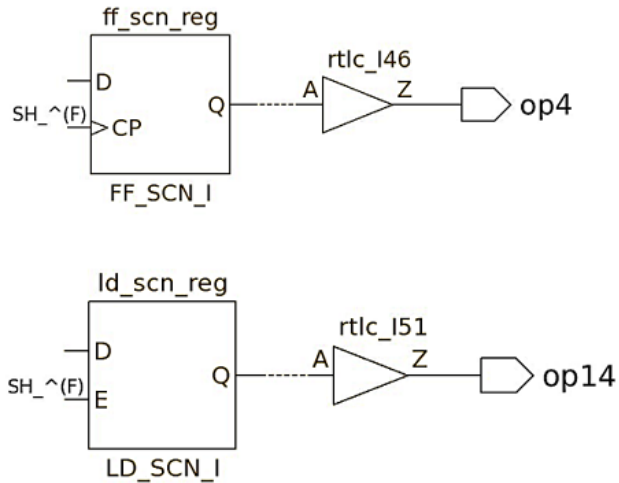 ff_scn_reg
rtlc_I46
D
SH_^(F)
CP
Q
A
Z
op4
FF_SCN_I
ld_scn_reg
rtlc_I51
D
SH_^(F)
E
Q
A
Z
op14
LD_SCN_I